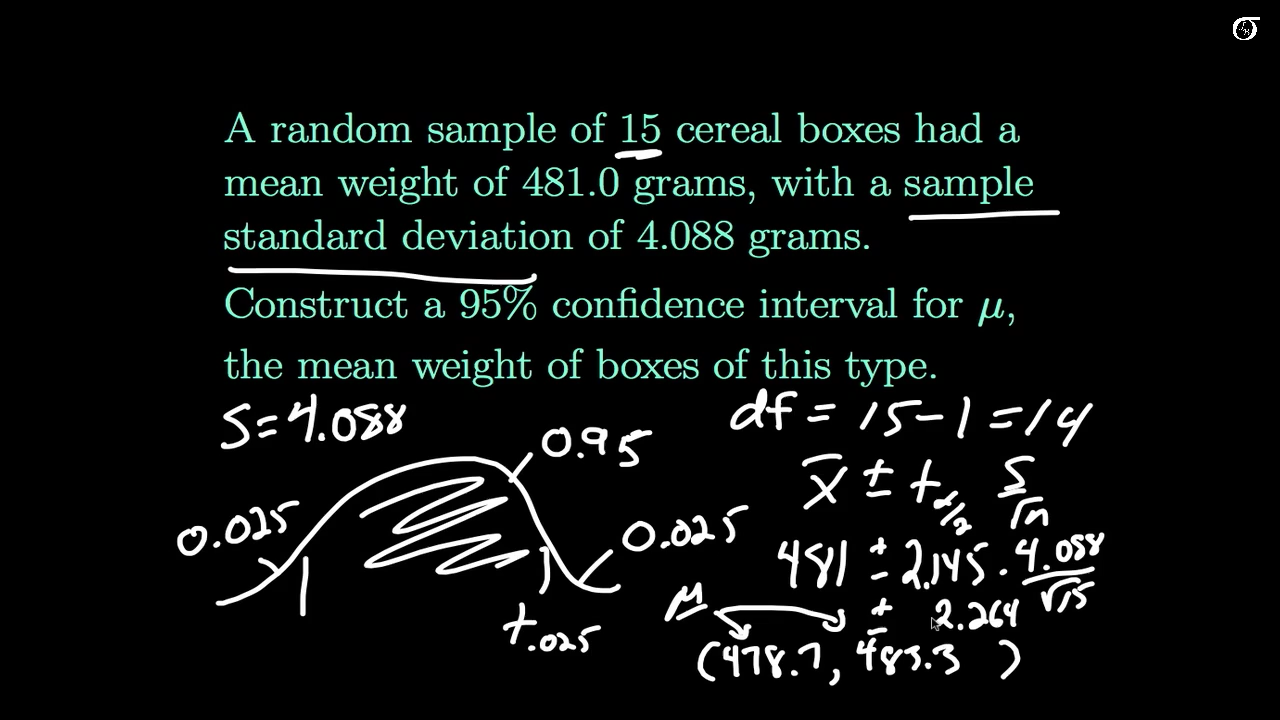 A random sample of 15 cereal boxes had a
mean weight of 481.0 grams, with a sample
standard deviation of 4.088 grams.
Construct a 95% confidence interval for μ,
the mean weight of boxes of this type.
S=4.088
df = 15-1=14
0.95
x̄ ± t_α/2 S/√n
0.025
0.025
481 ± 2.145 · 4.088/√15
μ
± 2.264
t.025
(478.7, 483.3)